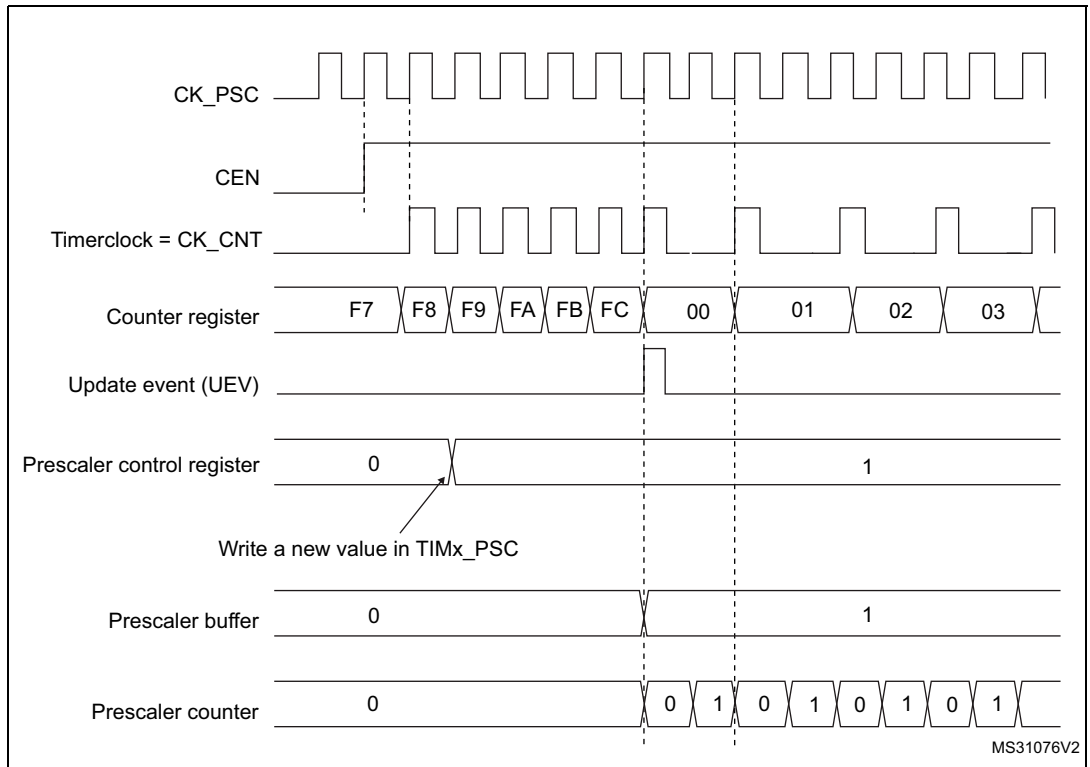 CK_PSC
CEN
Timerclock = CK_CNT
Counter register F7 F8 F9 FA FB FC 00 01 02 03
Update event (UEV)
Prescaler control register 0 1
Write a new value in TIMx_PSC
Prescaler buffer 0 1
Prescaler counter 0 0 1 0 1 0 1 0 1
MS31076V2